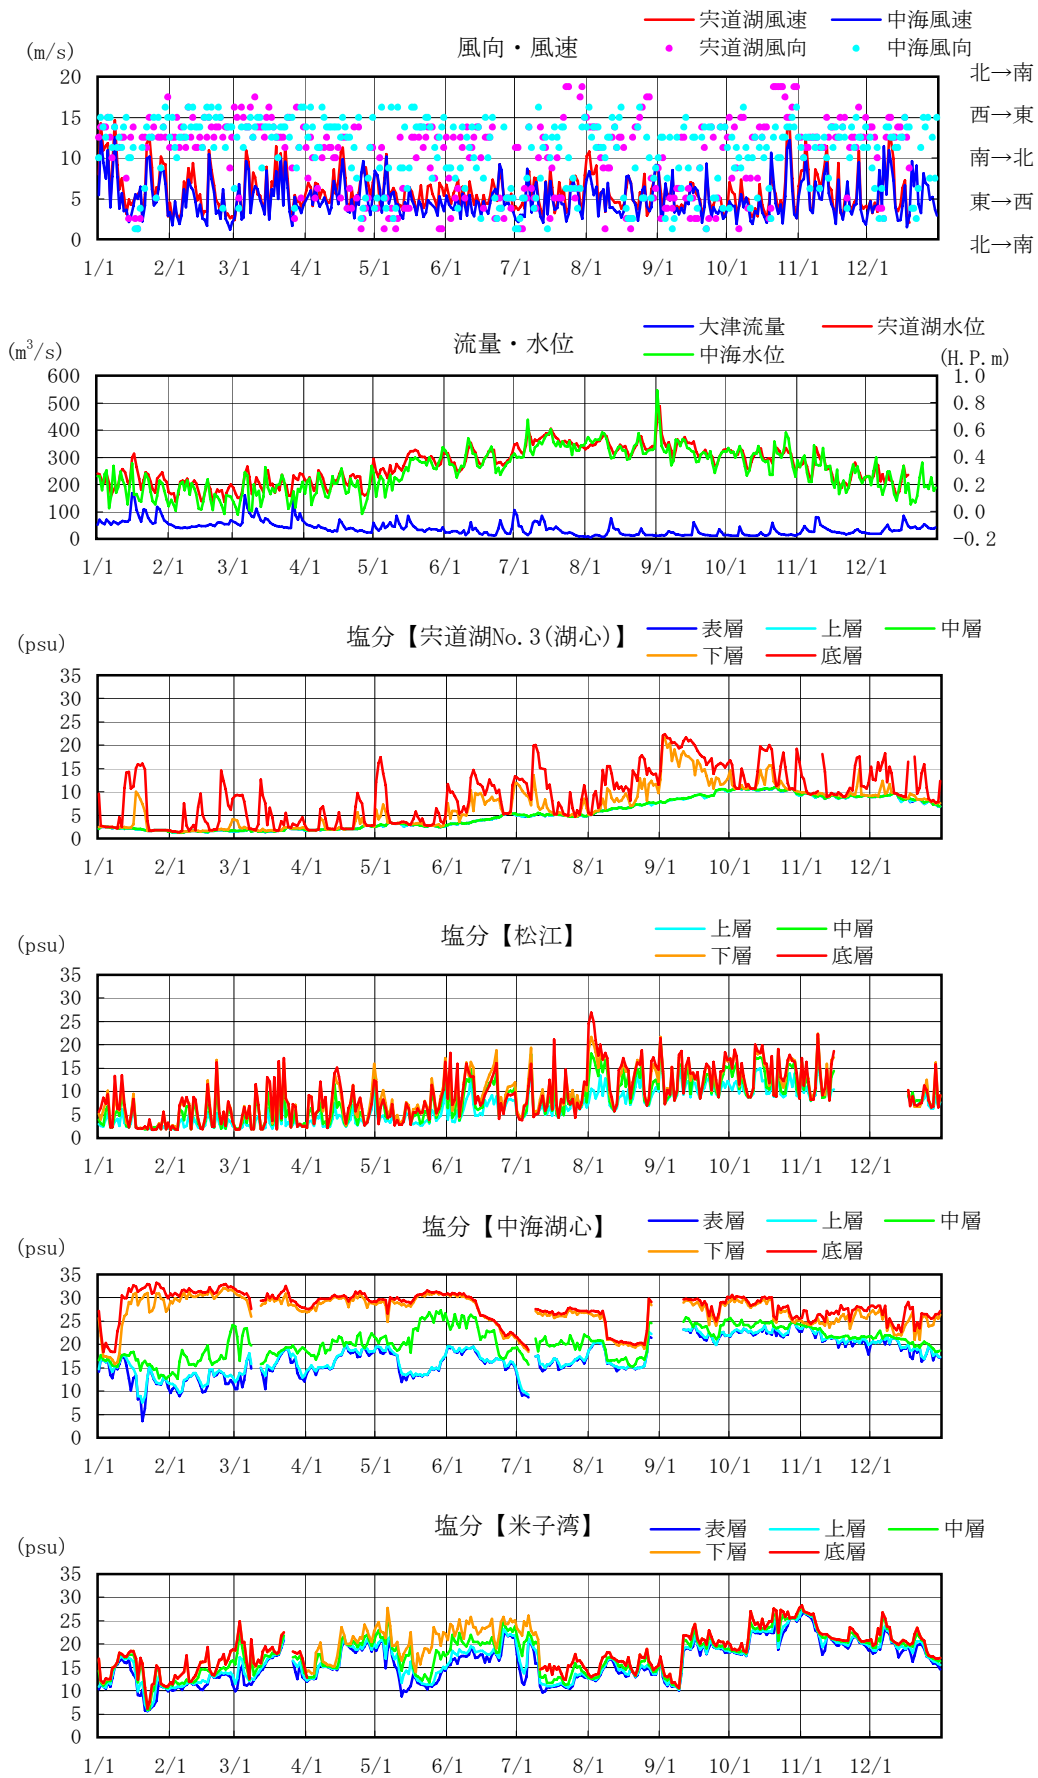 宍道湖風速 中海風速
(m/s) 風向・風速 宍道湖風向 中海風向
20 北→南
15 西→東
10 南→北
5 東→西
0 北→南
1/1 2/1 3/1 4/1 5/1 6/1 7/1 8/1 9/1 10/1 11/1 12/1
大津流量 宍道湖水位
(m3/s) 流量・水位 中海水位 (H.P.m)
600 1.0
500 0.8
400 0.6
300 0.4
200 0.2
100 0.0
0 -0.2
1/1 2/1 3/1 4/1 5/1 6/1 7/1 8/1 9/1 10/1 11/1 12/1
(psu) 塩分【宍道湖No.3(湖心)】 表層 上層 中層
下層 底層
35
30
25
20
15
10
5
0
1/1 2/1 3/1 4/1 5/1 6/1 7/1 8/1 9/1 10/1 11/1 12/1
(psu) 塩分【松江】 上層 中層
下層 底層
35
30
25
20
15
10
5
0
1/1 2/1 3/1 4/1 5/1 6/1 7/1 8/1 9/1 10/1 11/1 12/1
(psu) 塩分【中海湖心】 表層 上層 中層
下層 底層
35
30
25
20
15
10
5
0
1/1 2/1 3/1 4/1 5/1 6/1 7/1 8/1 9/1 10/1 11/1 12/1
(psu) 塩分【米子湾】 表層 上層 中層
下層 底層
35
30
25
20
15
10
5
0
1/1 2/1 3/1 4/1 5/1 6/1 7/1 8/1 9/1 10/1 11/1 12/1